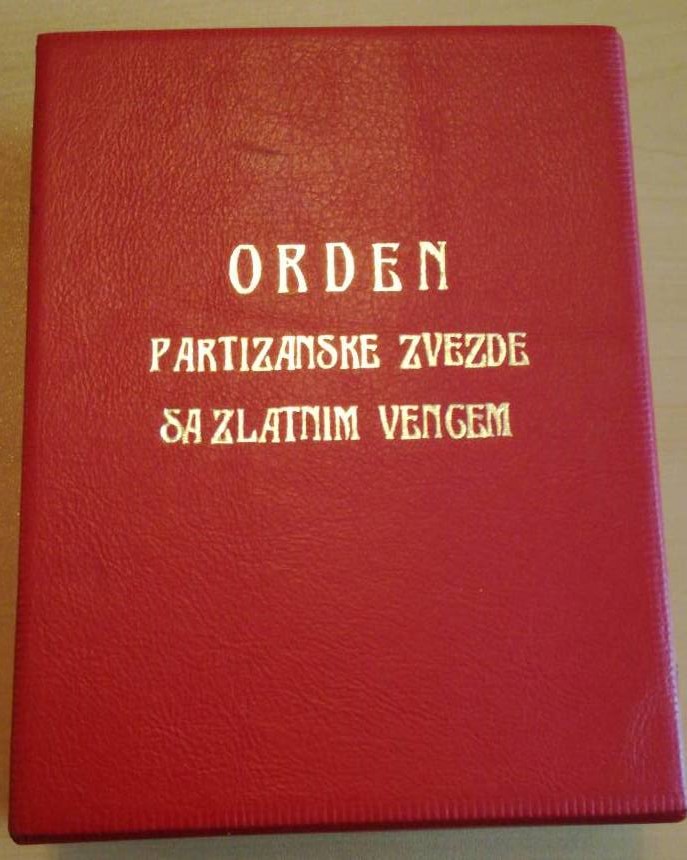 ORDEN
PARTIZANSKE ZVEZDE
SA ZLATNIM VENCEM